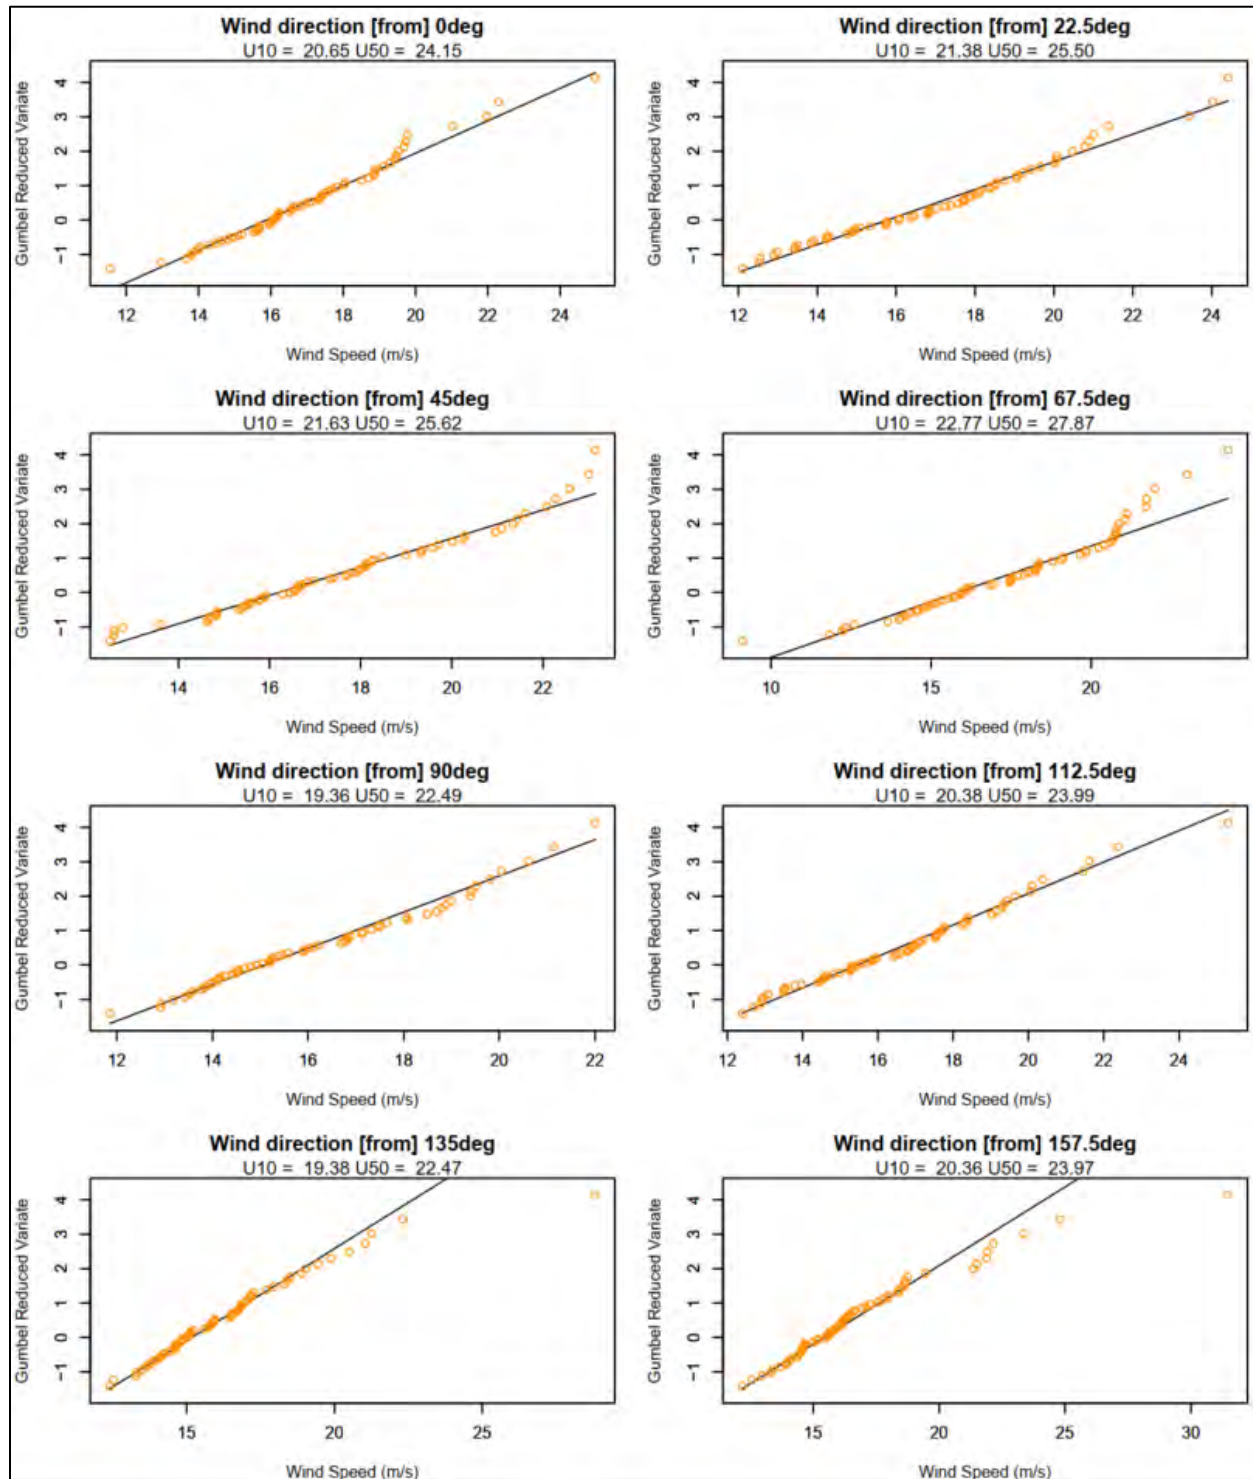 Wind direction [from] 0deg
U10 = 20.65 U50 = 24.15
Gumbel Reduced Variate
4
3
2
1
0
−1
12 14 16 18 20 22 24
Wind Speed (m/s)
Wind direction [from] 22.5deg
U10 = 21.38 U50 = 25.50
Gumbel Reduced Variate
4
3
2
1
0
−1
12 14 16 18 20 22 24
Wind Speed (m/s)
Wind direction [from] 45deg
U10 = 21.63 U50 = 25.62
Gumbel Reduced Variate
4
3
2
1
0
−1
14 16 18 20 22
Wind Speed (m/s)
Wind direction [from] 67.5deg
U10 = 22.77 U50 = 27.87
Gumbel Reduced Variate
4
3
2
1
0
−1
10 15 20
Wind Speed (m/s)
Wind direction [from] 90deg
U10 = 19.36 U50 = 22.49
Gumbel Reduced Variate
4
3
2
1
0
−1
12 14 16 18 20 22
Wind Speed (m/s)
Wind direction [from] 112.5deg
U10 = 20.38 U50 = 23.99
Gumbel Reduced Variate
4
3
2
1
0
−1
12 14 16 18 20 22 24
Wind Speed (m/s)
Wind direction [from] 135deg
U10 = 19.38 U50 = 22.47
Gumbel Reduced Variate
4
3
2
1
0
−1
15 20 25
Wind Speed (m/s)
Wind direction [from] 157.5deg
U10 = 20.36 U50 = 23.97
Gumbel Reduced Variate
4
3
2
1
0
−1
15 20 25 30
Wind Speed (m/s)